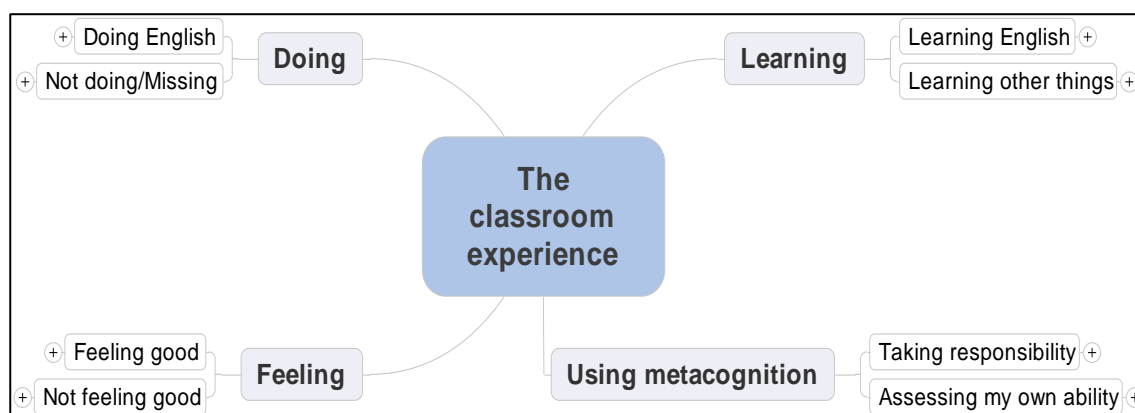 Doing English
Not doing/Missing
Doing
Learning
Learning English
Learning other things
The
classroom
experience
Feeling good
Not feeling good
Feeling
Using metacognition
Taking responsibility
Assessing my own ability